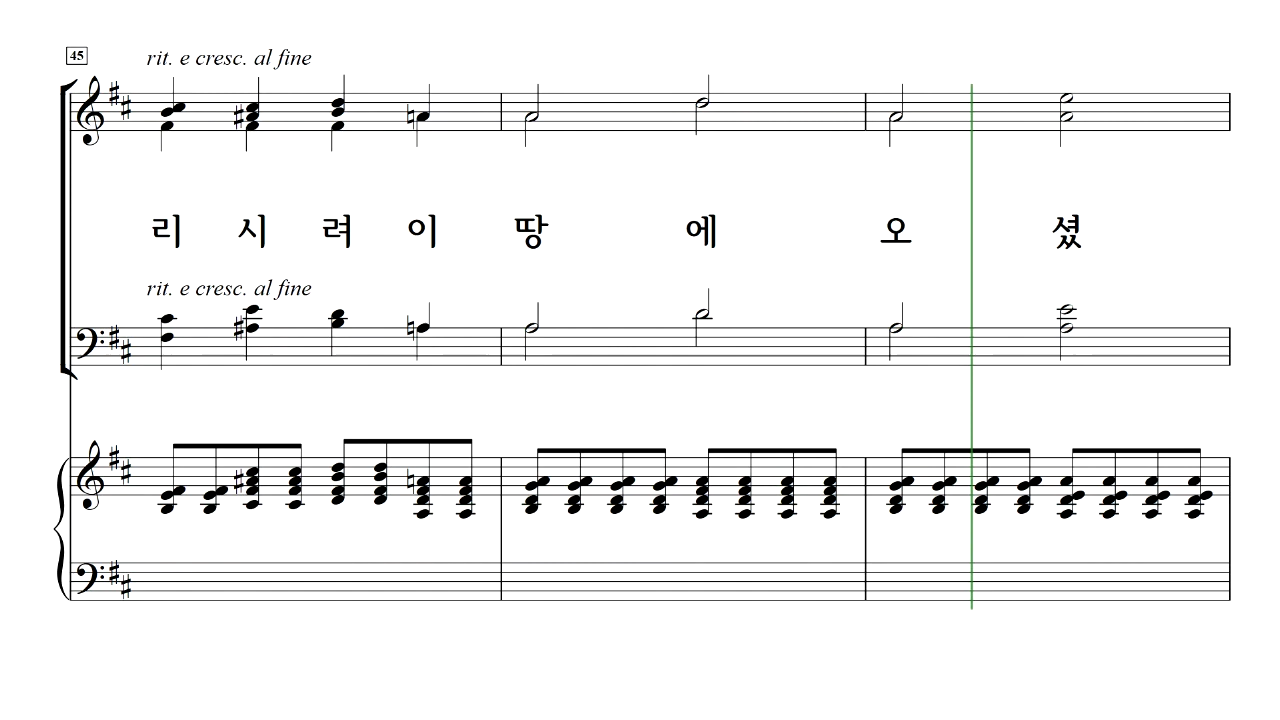 45
rit. e cresc. al fine
리 시 려 이 땅 에 오 셨
rit. e cresc. al fine